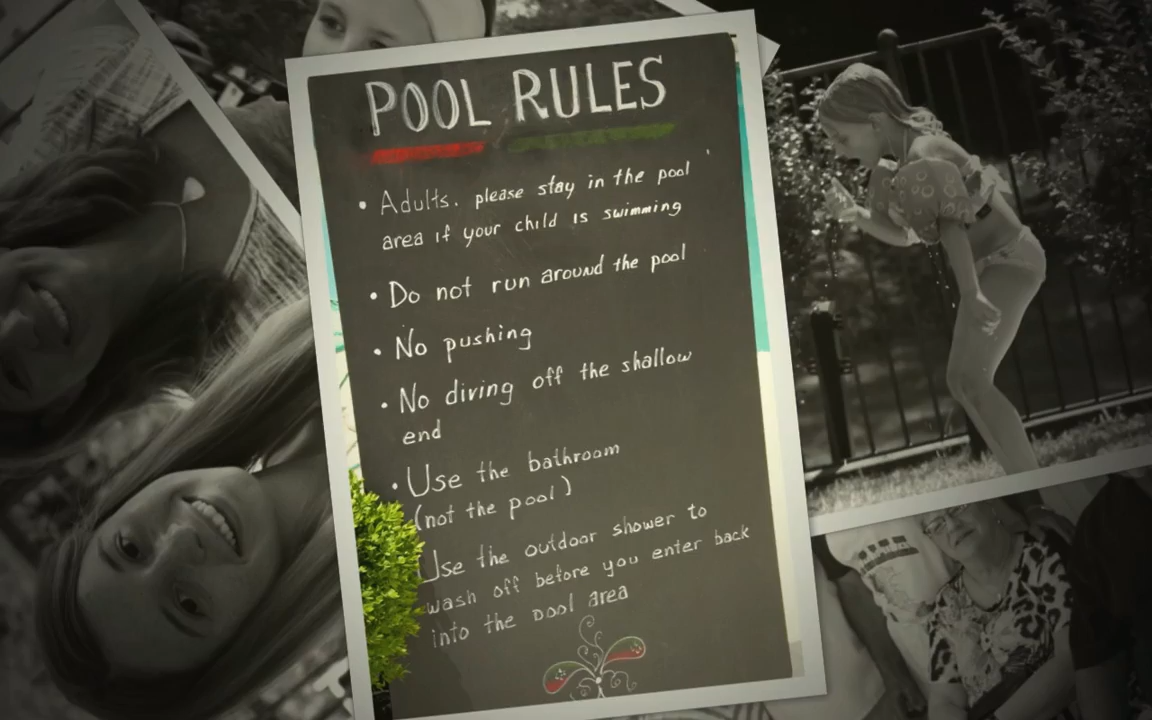 POOL RULES
• Adults. please stay in the pool
area if your child is swimming
• Do not run around the pool
• No pushing
• No diving off the shallow
end
• Use the bathroom
(not the pool)
Use the outdoor shower to
wash off before you enter back
into the pool area